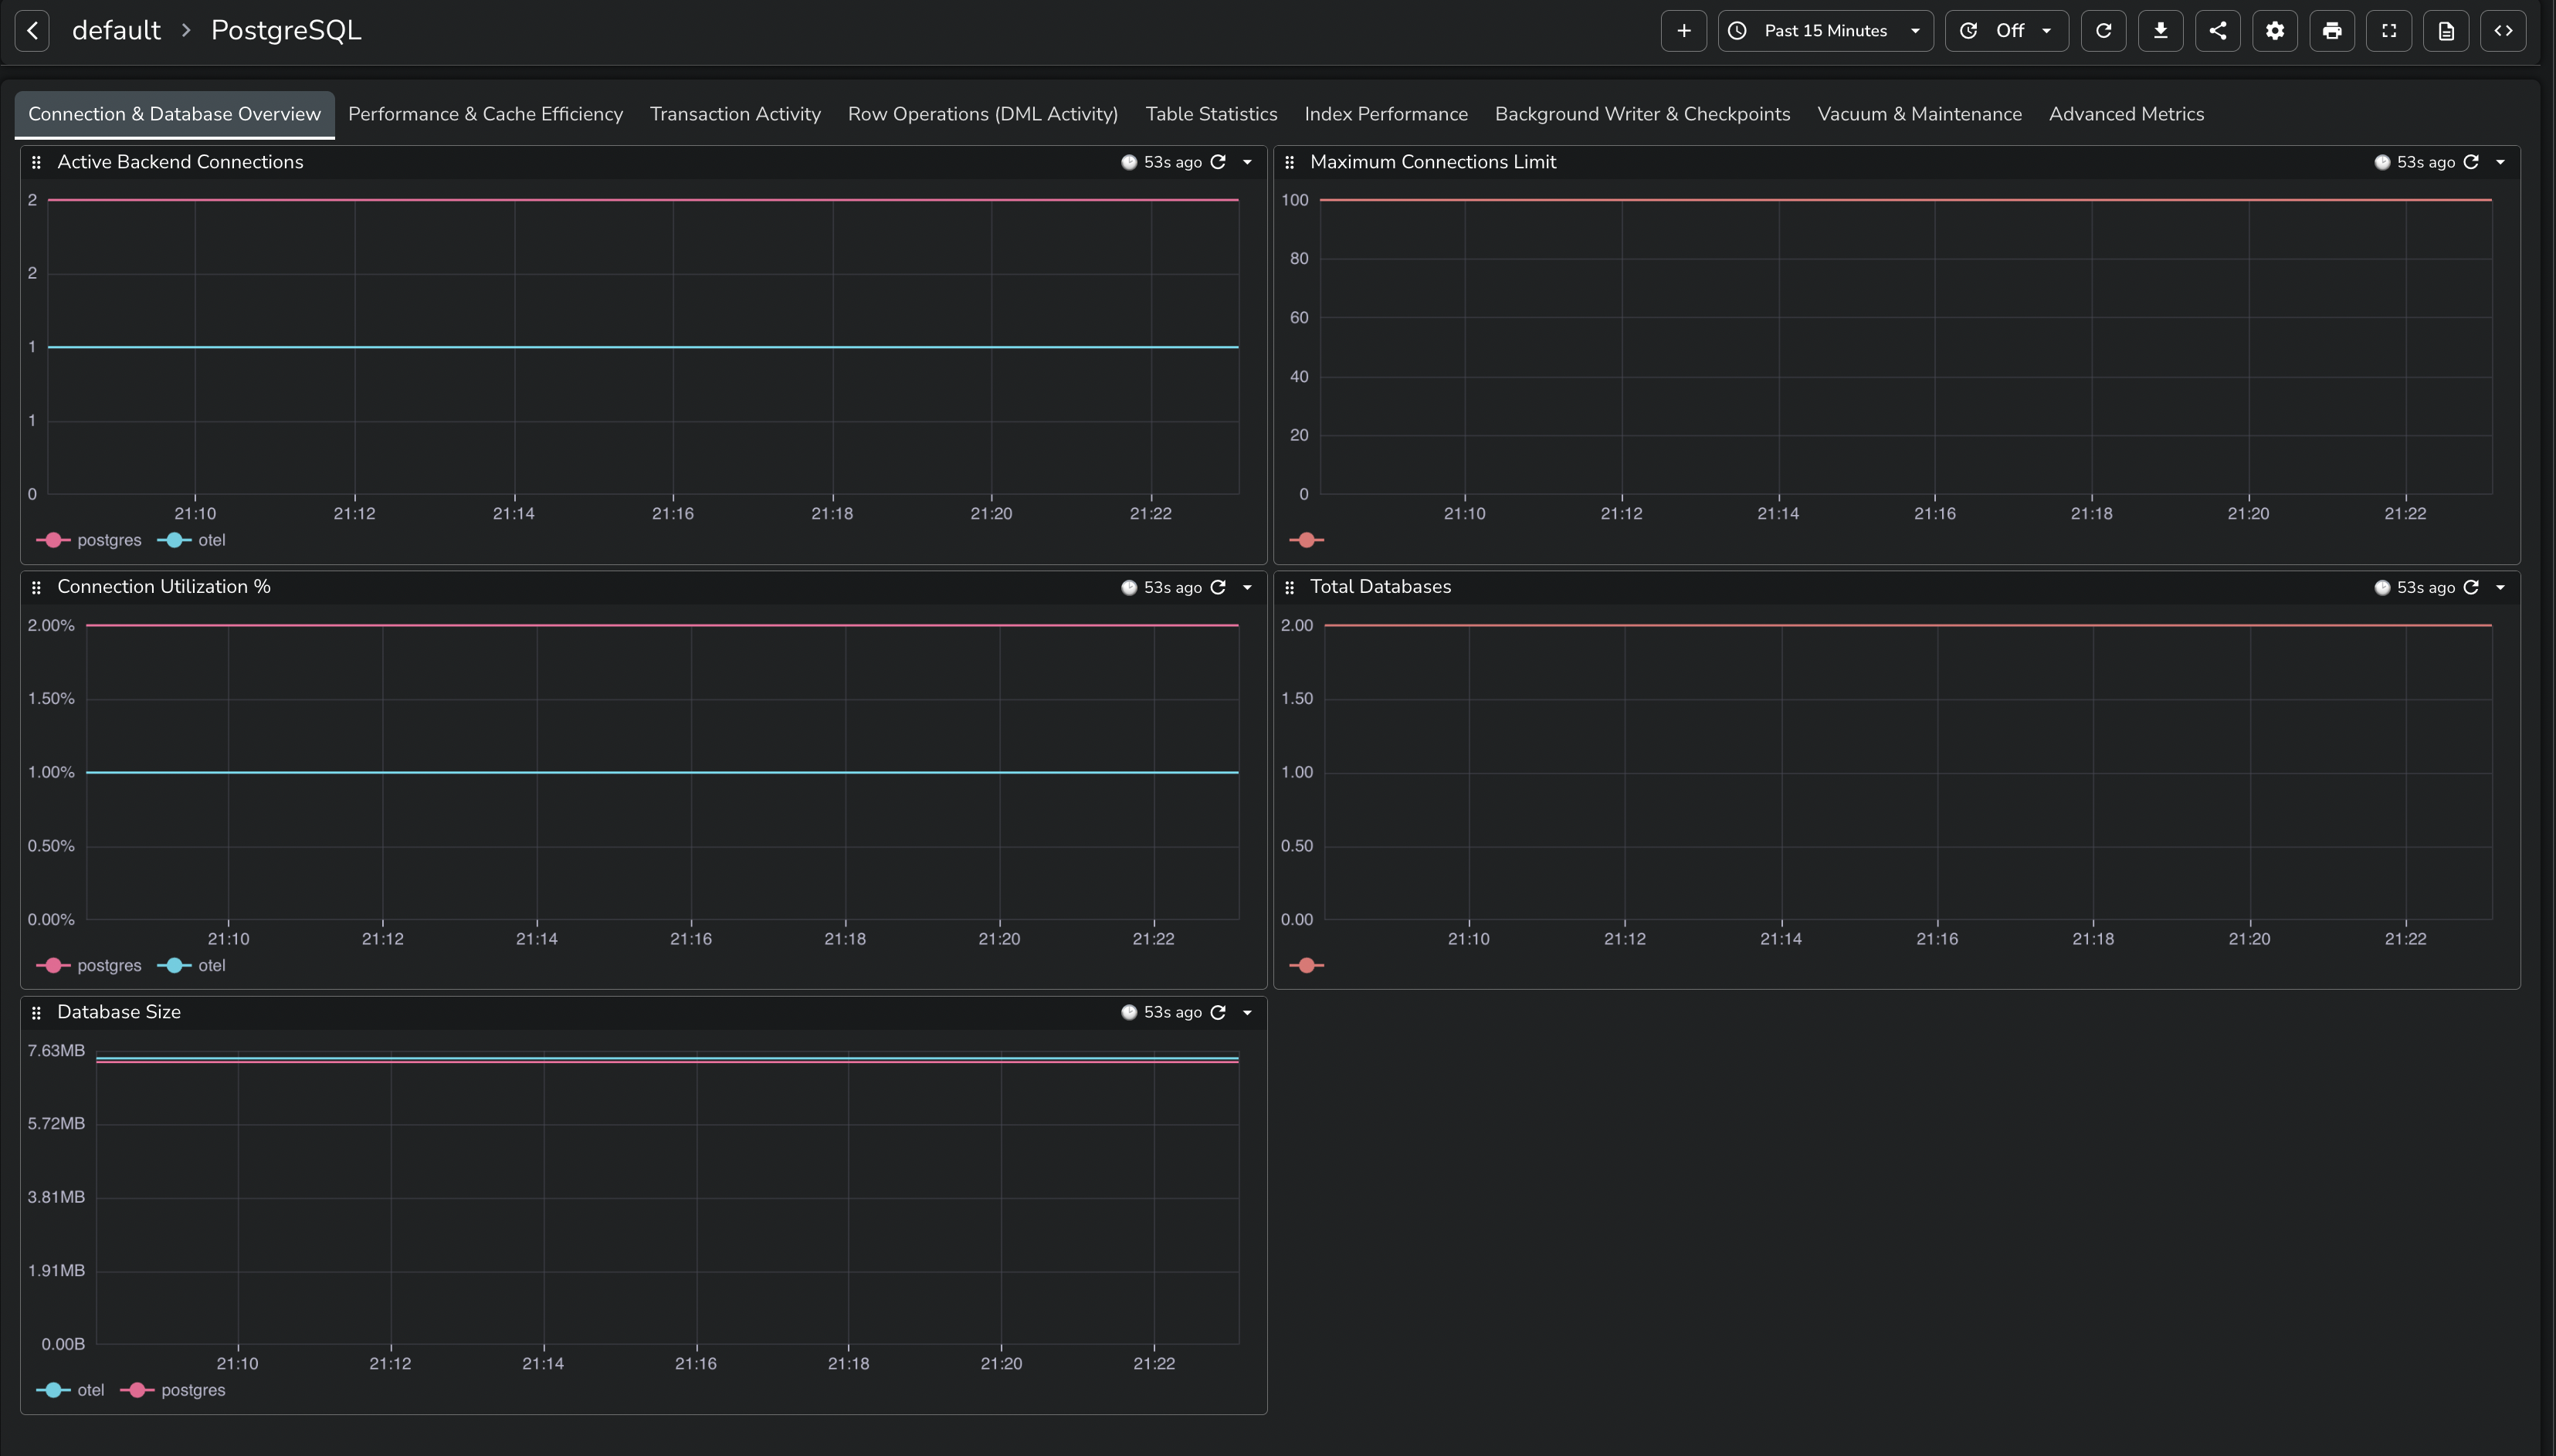 default > PostgreSQL
Past 15 Minutes
Off
Connection & Database Overview Performance & Cache Efficiency Transaction Activity Row Operations (DML Activity) Table Statistics Index Performance Background Writer & Checkpoints Vacuum & Maintenance Advanced Metrics
Active Backend Connections 53s ago
2
2
1
1
0
21:10 21:12 21:14 21:16 21:18 21:20 21:22
postgres otel
Maximum Connections Limit 53s ago
100
80
60
40
20
0
21:10 21:12 21:14 21:16 21:18 21:20 21:22
Connection Utilization % 53s ago
2.00%
1.50%
1.00%
0.50%
0.00%
21:10 21:12 21:14 21:16 21:18 21:20 21:22
postgres otel
Total Databases 53s ago
2.00
1.50
1.00
0.50
0.00
21:10 21:12 21:14 21:16 21:18 21:20 21:22
Database Size 53s ago
7.63MB
5.72MB
3.81MB
1.91MB
0.00B
21:10 21:12 21:14 21:16 21:18 21:20 21:22
otel postgres